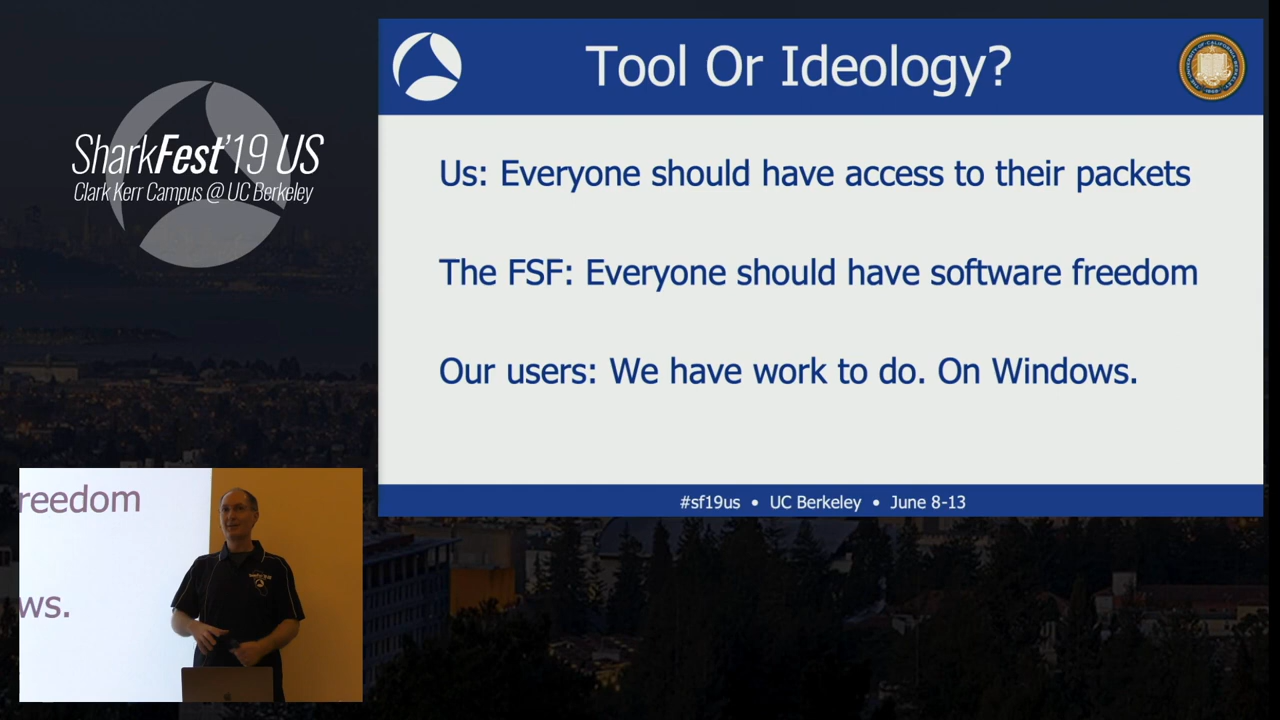 SharkFest'19 US
Clark Kerr Campus @ UC Berkeley
Tool Or Ideology?
Us: Everyone should have access to their packets
The FSF: Everyone should have software freedom
Our users: We have work to do. On Windows.
#sf19us • UC Berkeley • June 8-13
reedom
ws.